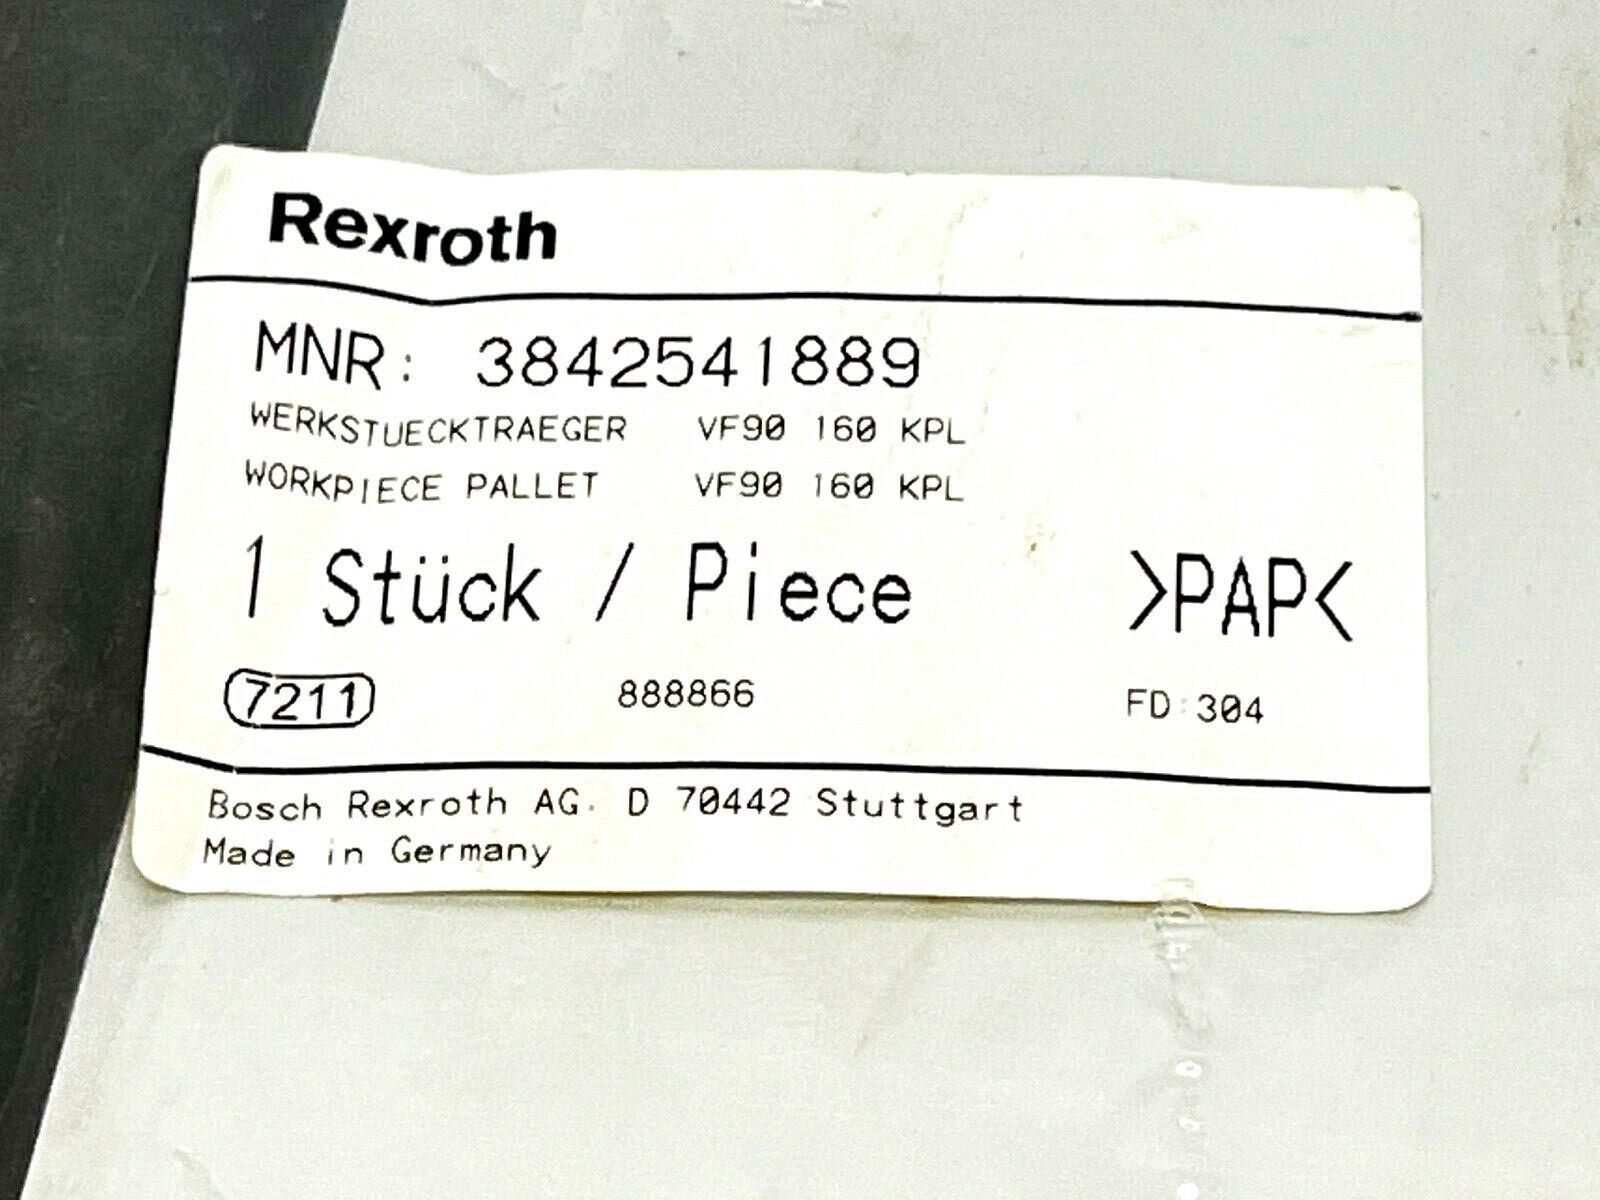 Rexroth
MNR: 3842541889
WERKSTUECKTRAEGER VF90 160 KPL
WORKPIECE PALLET VF90 160 KPL
1 Stück / Piece >PAP<
7211 888866 FD:304
Bosch Rexroth AG. D 70442 Stuttgart
Made in Germany